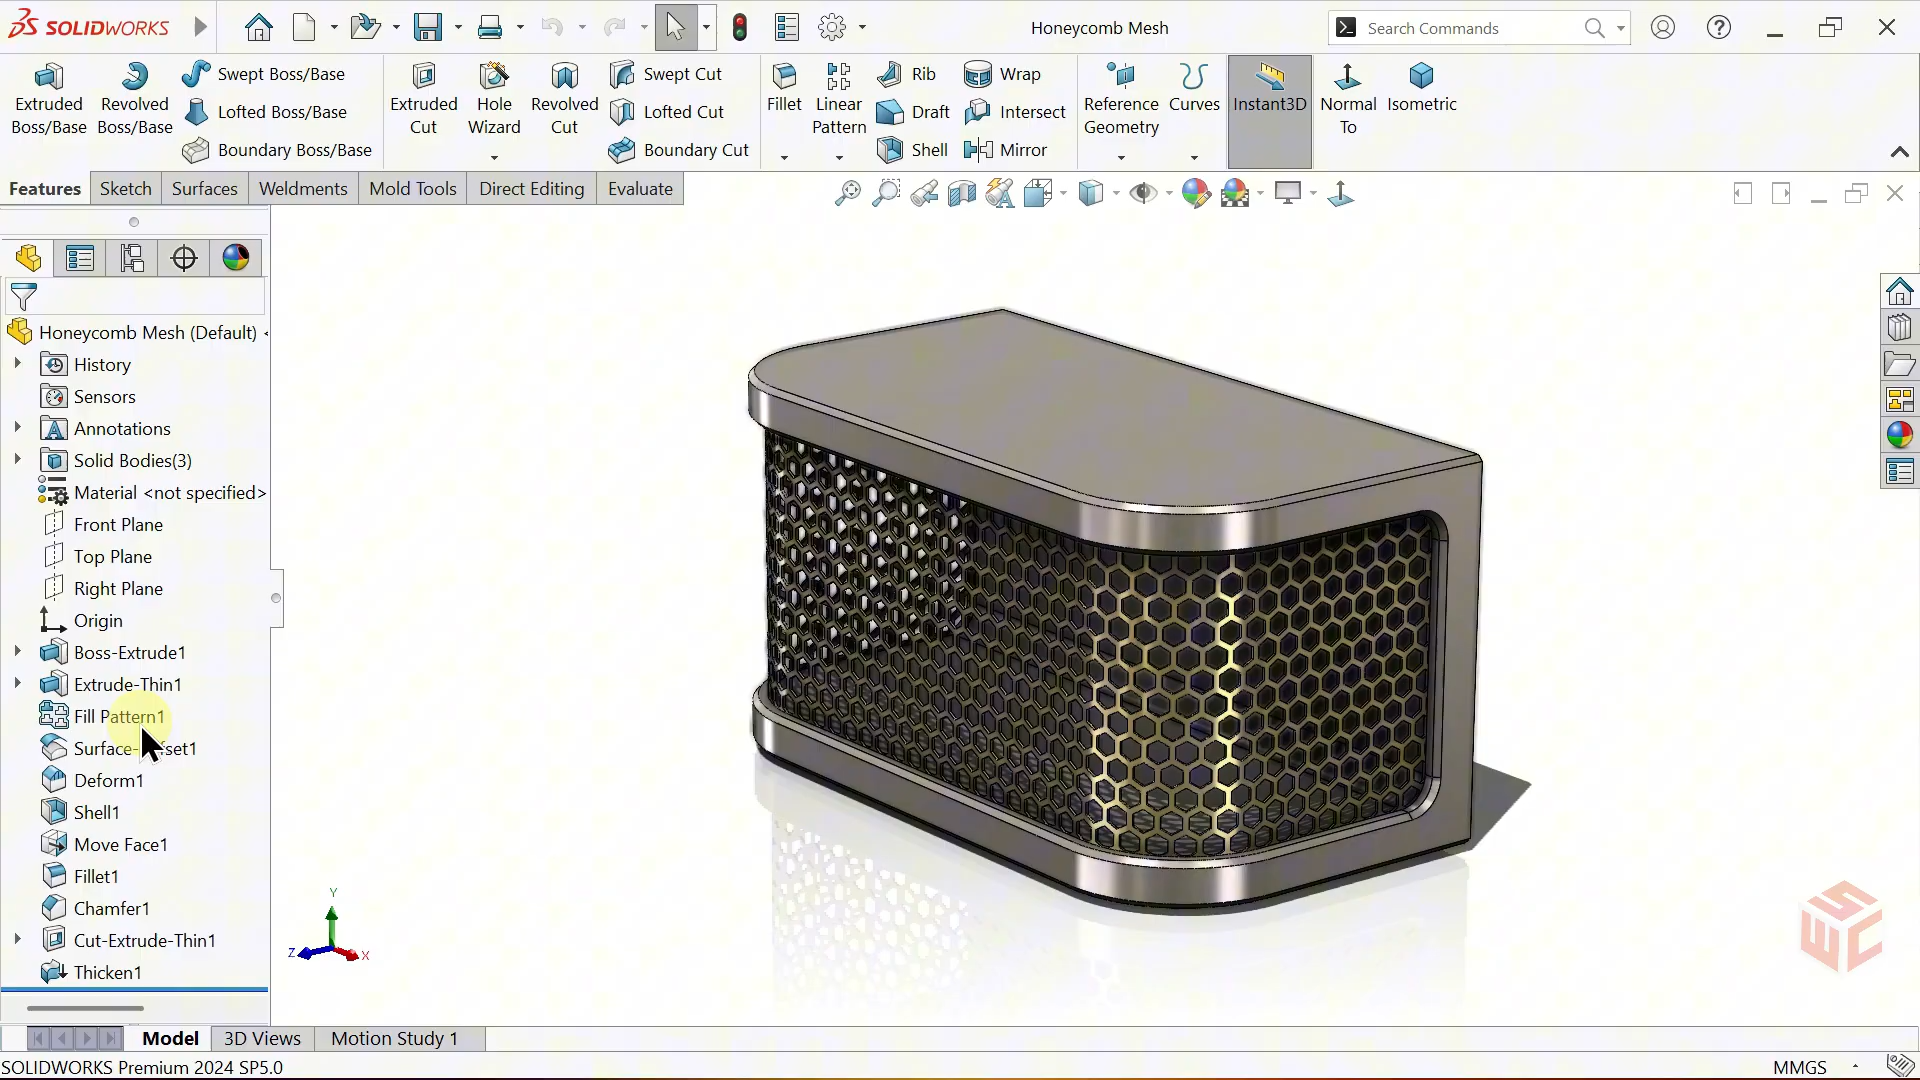 SOLIDWORKS
Honeycomb Mesh
Search Commands
Extruded Boss/Base
Revolved Boss/Base
Swept Boss/Base
Lofted Boss/Base
Boundary Boss/Base
Extruded Cut
Hole Wizard
Revolved Cut
Swept Cut
Lofted Cut
Boundary Cut
Fillet
Linear Pattern
Rib
Draft
Shell
Wrap
Intersect
Mirror
Reference Geometry
Curves
Instant3D
Normal To
Isometric
Features
Sketch
Surfaces
Weldments
Mold Tools
Direct Editing
Evaluate
Honeycomb Mesh (Default)
History
Sensors
Annotations
Solid Bodies(3)
Material <not specified>
Front Plane
Top Plane
Right Plane
Origin
Boss-Extrude1
Extrude-Thin1
Fill Pattern1
Deform1
Shell1
Move Face1
Fillet1
Chamfer1
Cut-Extrude-Thin1
Thicken1
Y
Z
X
SWC
Model
3D Views
Motion Study 1
SOLIDWORKS Premium 2024 SP5.0
MMGS